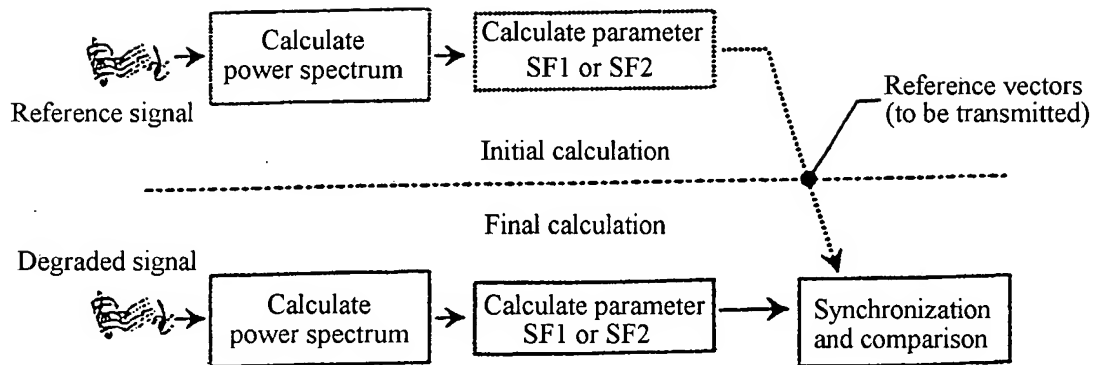 Calculate
power spectrum
Calculate parameter
SF1 or SF2
Reference signal
Reference vectors
(to be transmitted)
Initial calculation
Final calculation
Degraded signal
Calculate
power spectrum
Calculate parameter
SF1 or SF2
Synchronization
and comparison